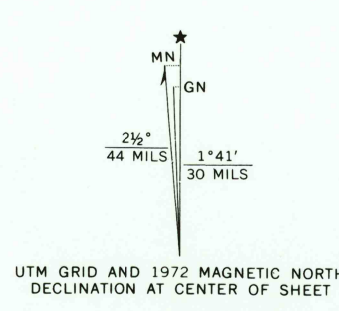 MN
GN
2½°
44 MILS
1°41′
30 MILS
UTM GRID AND 1972 MAGNETIC NORTH
DECLINATION AT CENTER OF SHEET